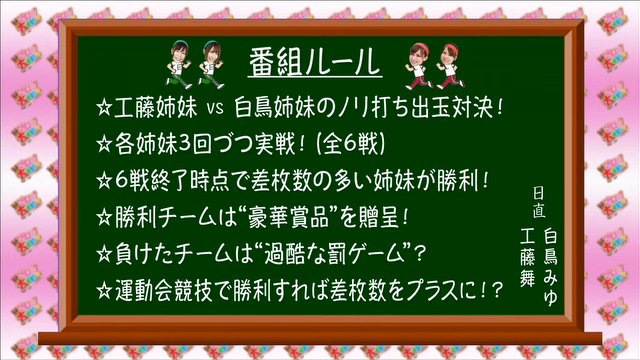 番組ルール
☆工藤姉妹 vs 白鳥姉妹のノリ打ち出玉対決!
☆各姉妹3回づつ実戦! (全6戦)
☆6戦終了時点で差枚数の多い姉妹が勝利!
☆勝利チームは“豪華賞品”を贈呈!
☆負けたチームは“過酷な罰ゲーム”?
☆運動会競技で勝利すれば差枚数をプラスに!?
日直
白鳥みゆ
工藤舞